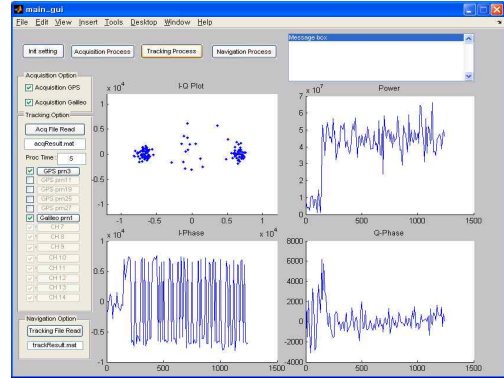 main_gui
File Edit View Insert Tools Desktop Window Help
Init setting
Acquisition Process
Tracking Process
Navigation Process
Message box
Acquisition Option
Acquisition GPS
Acquisition Galileo
Tracking Option
Acq File Read
acqResult.mat
Proc Time : 5
GPS prn3
GPS prn11
GPS prn19
GPS prn25
GPS prn27
Galileo prn1
CH 7
CH 8
CH 9
CH 10
CH 11
CH 12
CH 13
CH 14
Navigation Option
Tracking File Read
trackResult.mat
x 10^4
I-Q Plot
1
0.5
0
-0.5
-1
-1 -0.5 0 0.5 1
x 10^4
x 10^7
Power
7
6
5
4
3
2
1
0
0 500 1000 1500
x 10^4
I-Phase
1
0.5
0
-0.5
-1
0 500 1000 1500
Q-Phase
8000
6000
4000
2000
0
-2000
-4000
0 500 1000 1500